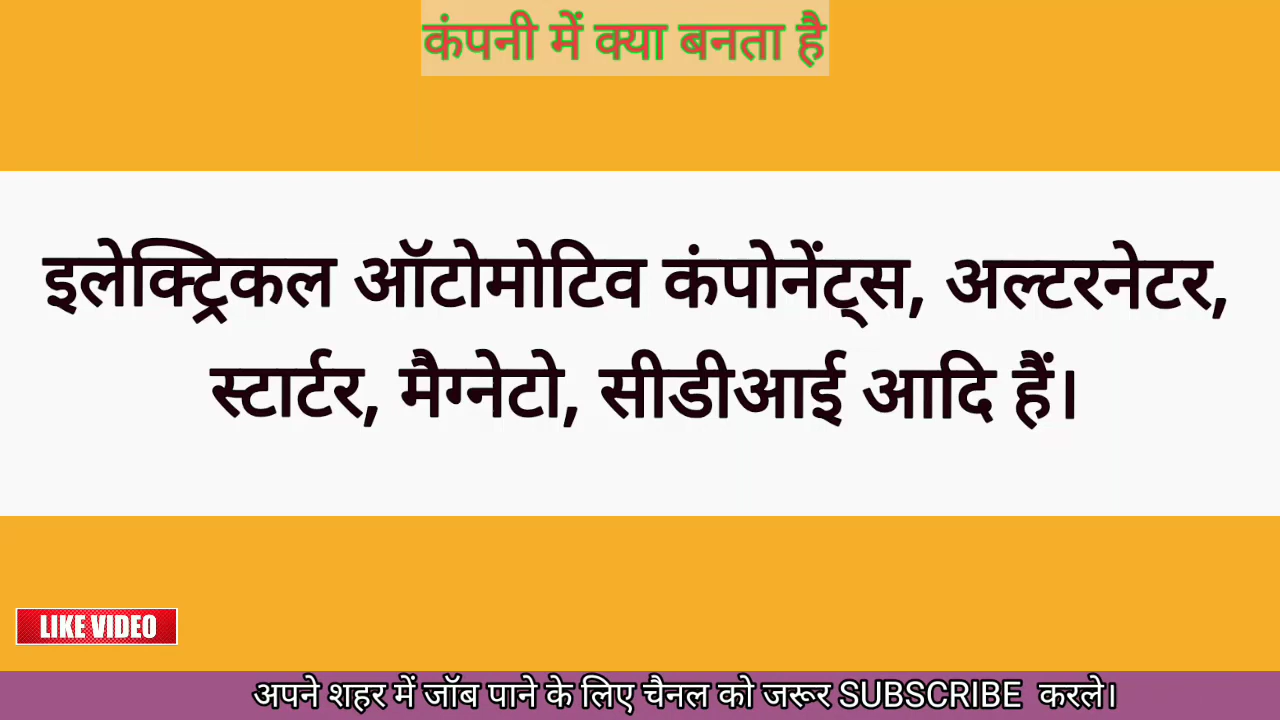 कंपनी में क्या बनता है
इलेक्ट्रिकल ऑटोमोटिव कंपोनेंट्स, अल्टरनेटर,
स्टार्टर, मैग्नेटो, सीडीआई आदि हैं।
LIKE VIDEO
अपने शहर में जॉब पाने के लिए चैनल को जरूर SUBSCRIBE करले।